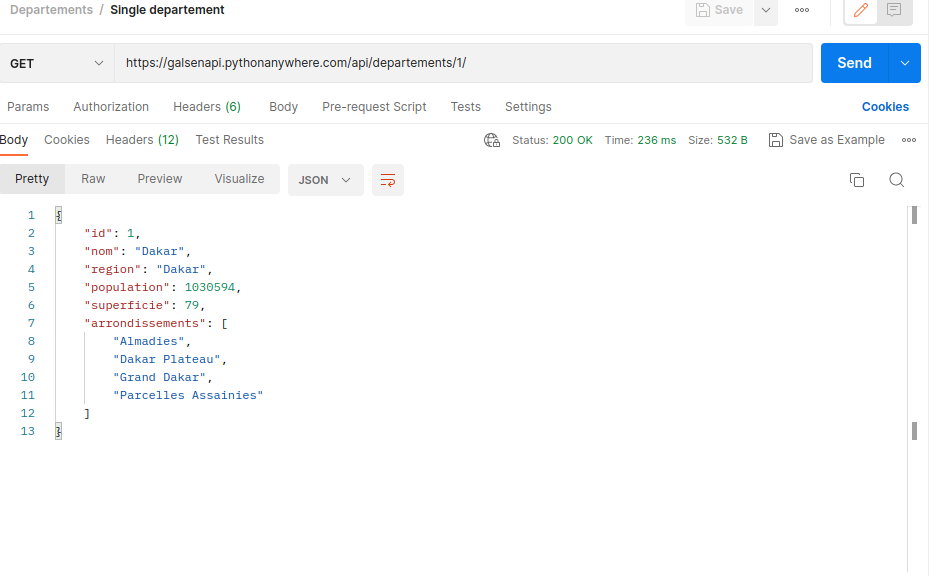 Departements / SIngle departement
Save
GET
https://galsenapi.pythonanywhere.com/api/departements/1/
Send
Params Authorization Headers (6) Body Pre-request Script Tests Settings Cookies
Body Cookies Headers (12) Test Results Status: 200 OK Time: 236 ms Size: 532 B Save as Example
Pretty Raw Preview Visualize JSON
1 {
2 "id": 1,
3 "nom": "Dakar",
4 "region": "Dakar",
5 "population": 1030594,
6 "superficie": 79,
7 "arrondissements": [
8 "Almadies",
9 "Dakar Plateau",
10 "Grand Dakar",
11 "Parcelles Assainies"
12 ]
13 }